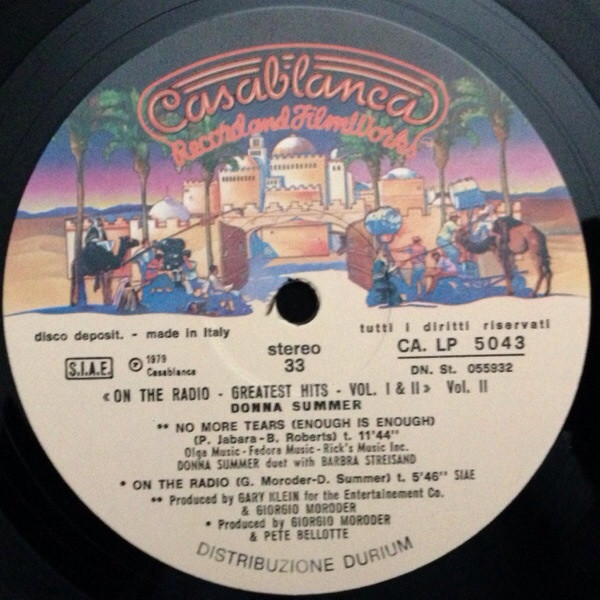 Casablanca
Record and FilmWorks
disco deposit. - made in Italy
tutti i diritti riservati
S.I.A.E.
℗ 1979
Casablanca
stereo
33
CA. LP 5043
DN. St. 055932
«ON THE RADIO - GREATEST HITS - VOL. I & II» Vol. II
DONNA SUMMER
** NO MORE TEARS (ENOUGH IS ENOUGH)
(P. Jabara - B. Roberts) t. 11'44"
Olga Music - Fedora Music - Rick's Music Inc.
DONNA SUMMER duet with BARBRA STREISAND
* ON THE RADIO (G. Moroder-D. Summer) t. 5'46" SIAE
** Produced by GARY KLEIN for the Entertainement Co.
& GIORGIO MORODER
* Produced by GIORGIO MORODER
& PETE BELLOTTE
DISTRIBUZIONE DURIUM